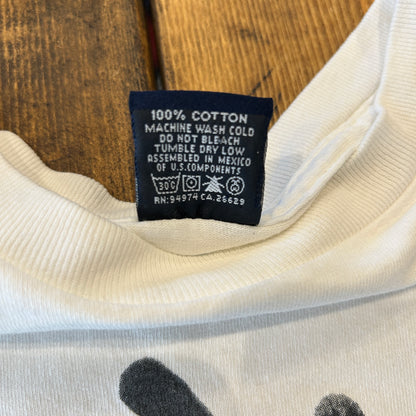 100% COTTON
MACHINE WASH COLD
DO NOT BLEACH
TUMBLE DRY LOW
ASSEMBLED IN MEXICO
OF U.S.COMPONENTS
30°C
RN:94974 CA.26629